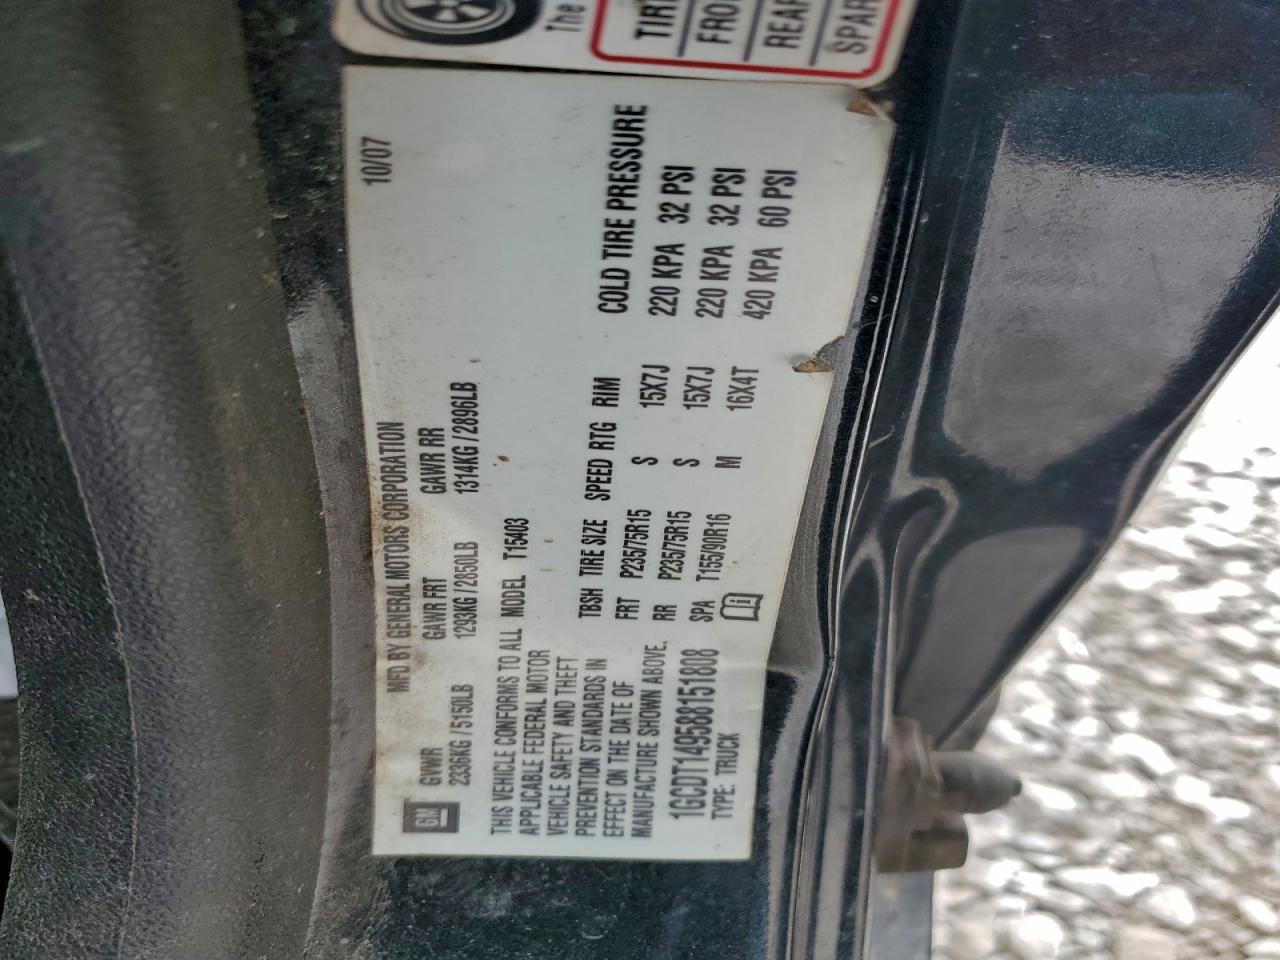 The
TIRE
FRO
REAR
SPAR
10/07
MFD BY GENERAL MOTORS CORPORATION
GM
GVWR GAWR FRT GAWR RR
2336KG / 5150LB 1293KG / 2850LB 1314KG / 2896LB
THIS VEHICLE CONFORMS TO ALL MODEL T15403
APPLICABLE FEDERAL MOTOR
VEHICLE SAFETY AND THEFT
PREVENTION STANDARDS IN
EFFECT ON THE DATE OF
MANUFACTURE SHOWN ABOVE.
TBSH TIRE SIZE SPEED RTG RIM COLD TIRE PRESSURE
FRT P235/75R15 S 15X7J 220 KPA 32 PSI
RR P235/75R15 S 15X7J 220 KPA 32 PSI
SPA T155/90R16 M 16X4T 420 KPA 60 PSI
1GCDT149588151808
TYPE: TRUCK